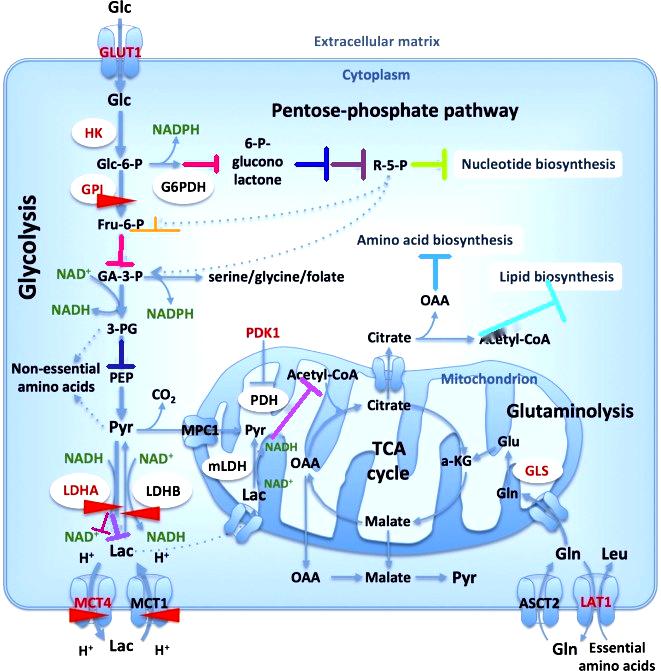 Glc
GLUT1
Extracellular matrix
Cytoplasm
Glc
Pentose-phosphate pathway
HK
NADPH
6-P-
glucono
lactone
Glc-6-P
R-5-P
Nucleotide biosynthesis
GPI
G6PDH
Fru-6-P
Glycolysis
Amino acid biosynthesis
NAD⁺
GA-3-P
serine/glycine/folate
Lipid biosynthesis
OAA
NADH
NADPH
3-PG
PDK1
Citrate
Acetyl-CoA
Non-essential
amino acids
PEP
Acetyl-CoA
Mitochondrion
CO₂
PDH
Citrate
Glutaminolysis
Pyr
MPC1
Pyr
NADH
TCA
cycle
Glu
NADH
NAD⁺
mLDH
OAA
a-KG
GLS
LDHA
LDHB
Lac
NAD⁺
Gln
Malate
NAD⁺
NADH
H⁺
Lac
H⁺
Gln
Leu
OAA
Malate
Pyr
MCT4
MCT1
ASCT2
LAT1
H⁺
Lac
H⁺
Gln
Essential
amino acids